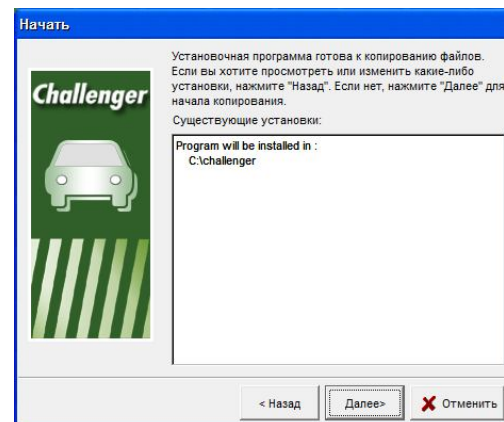 Начать
Установочная программа готова к копированию файлов.
Если вы хотите просмотреть или изменить какие-либо
установки, нажмите "Назад". Если нет, нажмите "Далее" для
начала копирования.
Существующие установки:
Challenger
Program will be installed in :
C:\challenger
< Назад
Далее>
Отменить